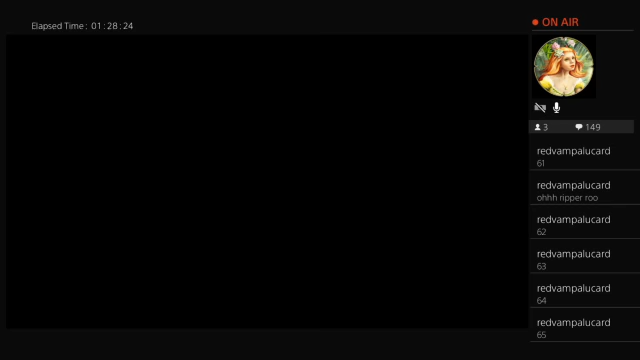 Elapsed Time : 01 : 28 : 24
ON AIR
3 149
redvampalucard
61
redvampalucard
ohhh ripper roo
redvampalucard
62
redvampalucard
63
redvampalucard
64
redvampalucard
65